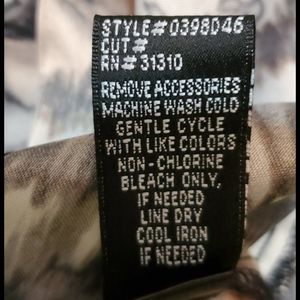 STYLE# 0398046
CUT#
RN# 31310
REMOVE ACCESSORIES
MACHINE WASH COLD
GENTLE CYCLE
WITH LIKE COLORS
NON-CHLORINE
BLEACH ONLY,
IF NEEDED
LINE DRY
COOL IRON
IF NEEDED